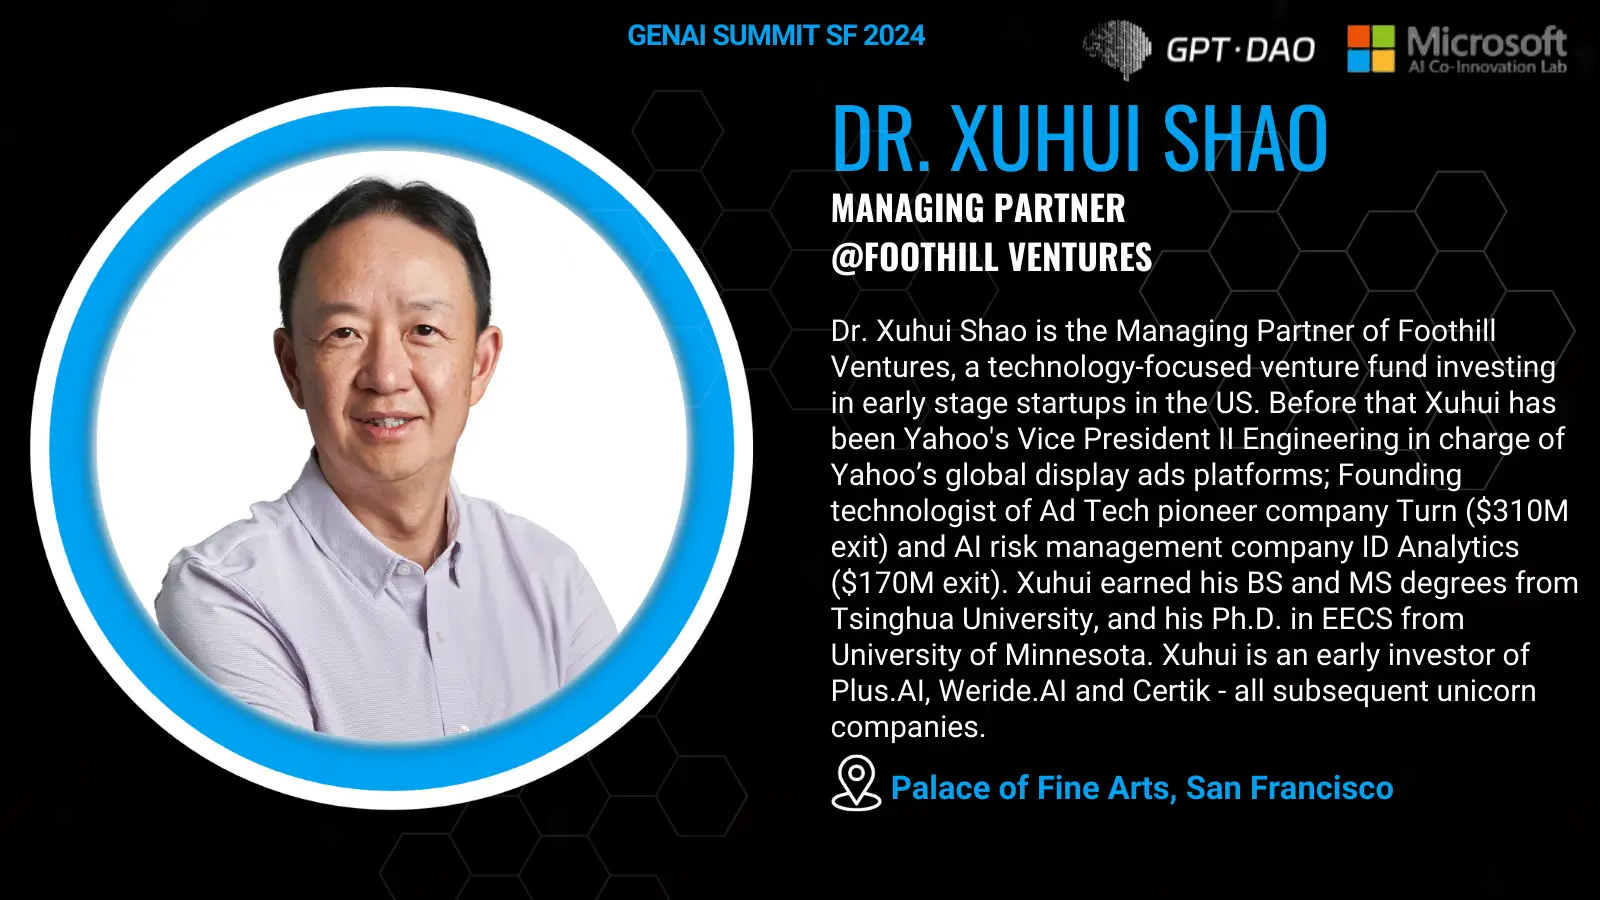 GENAI SUMMIT SF 2024
GPT·DAO
Microsoft
AI Co-Innovation Lab
DR. XUHUI SHAO
MANAGING PARTNER
@FOOTHILL VENTURES
Dr. Xuhui Shao is the Managing Partner of Foothill
Ventures, a technology-focused venture fund investing
in early stage startups in the US. Before that Xuhui has
been Yahoo's Vice President II Engineering in charge of
Yahoo’s global display ads platforms; Founding
technologist of Ad Tech pioneer company Turn ($310M
exit) and AI risk management company ID Analytics
($170M exit). Xuhui earned his BS and MS degrees from
Tsinghua University, and his Ph.D. in EECS from
University of Minnesota. Xuhui is an early investor of
Plus.AI, Weride.AI and Certik - all subsequent unicorn
companies.
Palace of Fine Arts, San Francisco